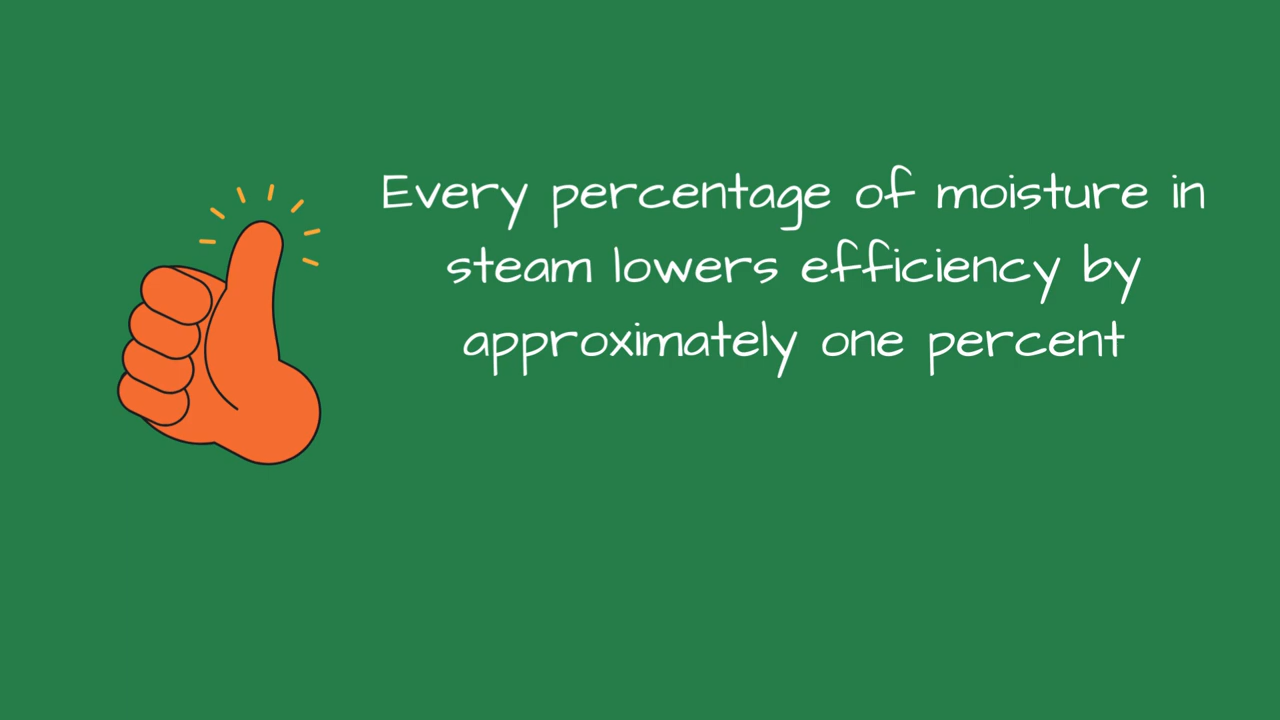 Every percentage of moisture in
steam lowers efficiency by
approximately one percent